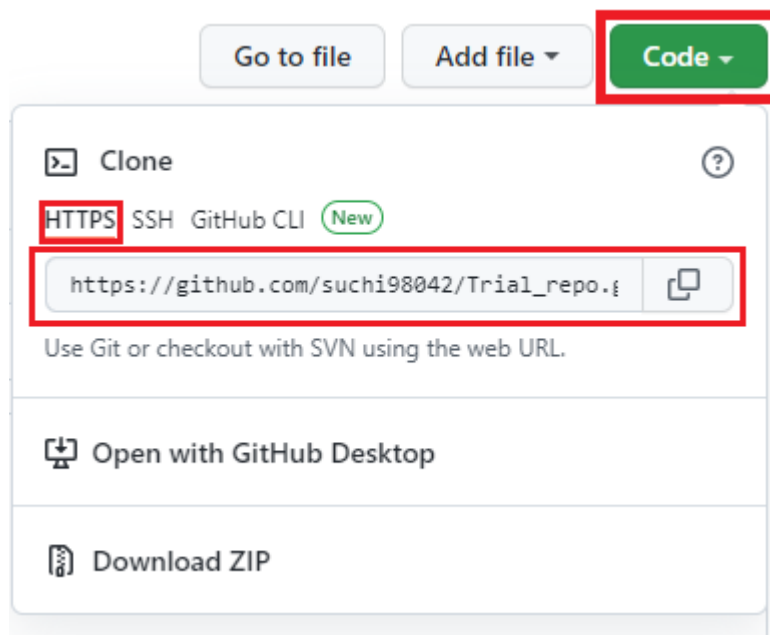 Go to file Add file Code
Clone
HTTPS SSH GitHub CLI New
https://github.com/suchi98042/Trial_repo.g
Use Git or checkout with SVN using the web URL.
Open with GitHub Desktop
Download ZIP